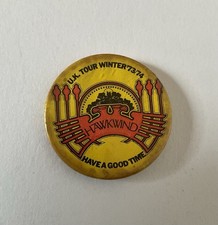 U.K. TOUR WINTER '73/'74
HAWKWIND
HAVE A GOOD TIME